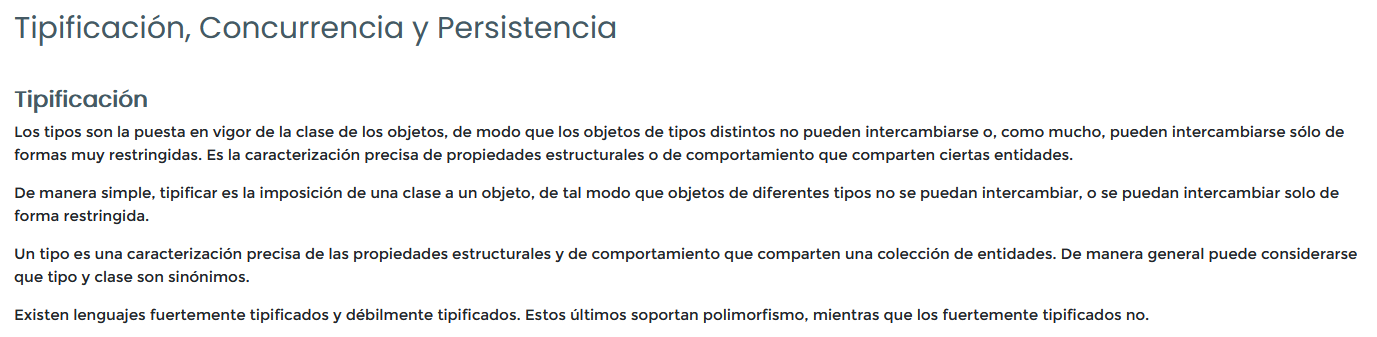 Tipificación, Concurrencia y Persistencia
Tipificación
Los tipos son la puesta en vigor de la clase de los objetos, de modo que los objetos de tipos distintos no pueden intercambiarse o, como mucho, pueden intercambiarse sólo de
formas muy restringidas. Es la caracterización precisa de propiedades estructurales o de comportamiento que comparten ciertas entidades.
De manera simple, tipificar es la imposición de una clase a un objeto, de tal modo que objetos de diferentes tipos no se puedan intercambiar, o se puedan intercambiar solo de
forma restringida.
Un tipo es una caracterización precisa de las propiedades estructurales y de comportamiento que comparten una colección de entidades. De manera general puede considerarse
que tipo y clase son sinónimos.
Existen lenguajes fuertemente tipificados y débilmente tipificados. Estos últimos soportan polimorfismo, mientras que los fuertemente tipificados no.